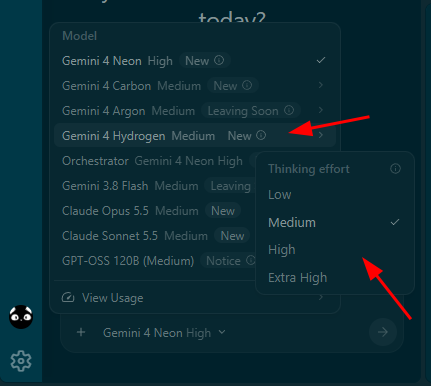 today?
Model
Gemini 4 Neon High New
Gemini 4 Carbon Medium New
Gemini 4 Argon Medium Leaving Soon
Gemini 4 Hydrogen Medium New
Orchestrator Gemini 4 Neon High
Gemini 3.8 Flash Medium Leaving
Claude Opus 5.5 Medium New
Claude Sonnet 5.5 Medium New
GPT-OSS 120B (Medium) Notice
Thinking effort
Low
Medium
High
Extra High
View Usage
Gemini 4 Neon High